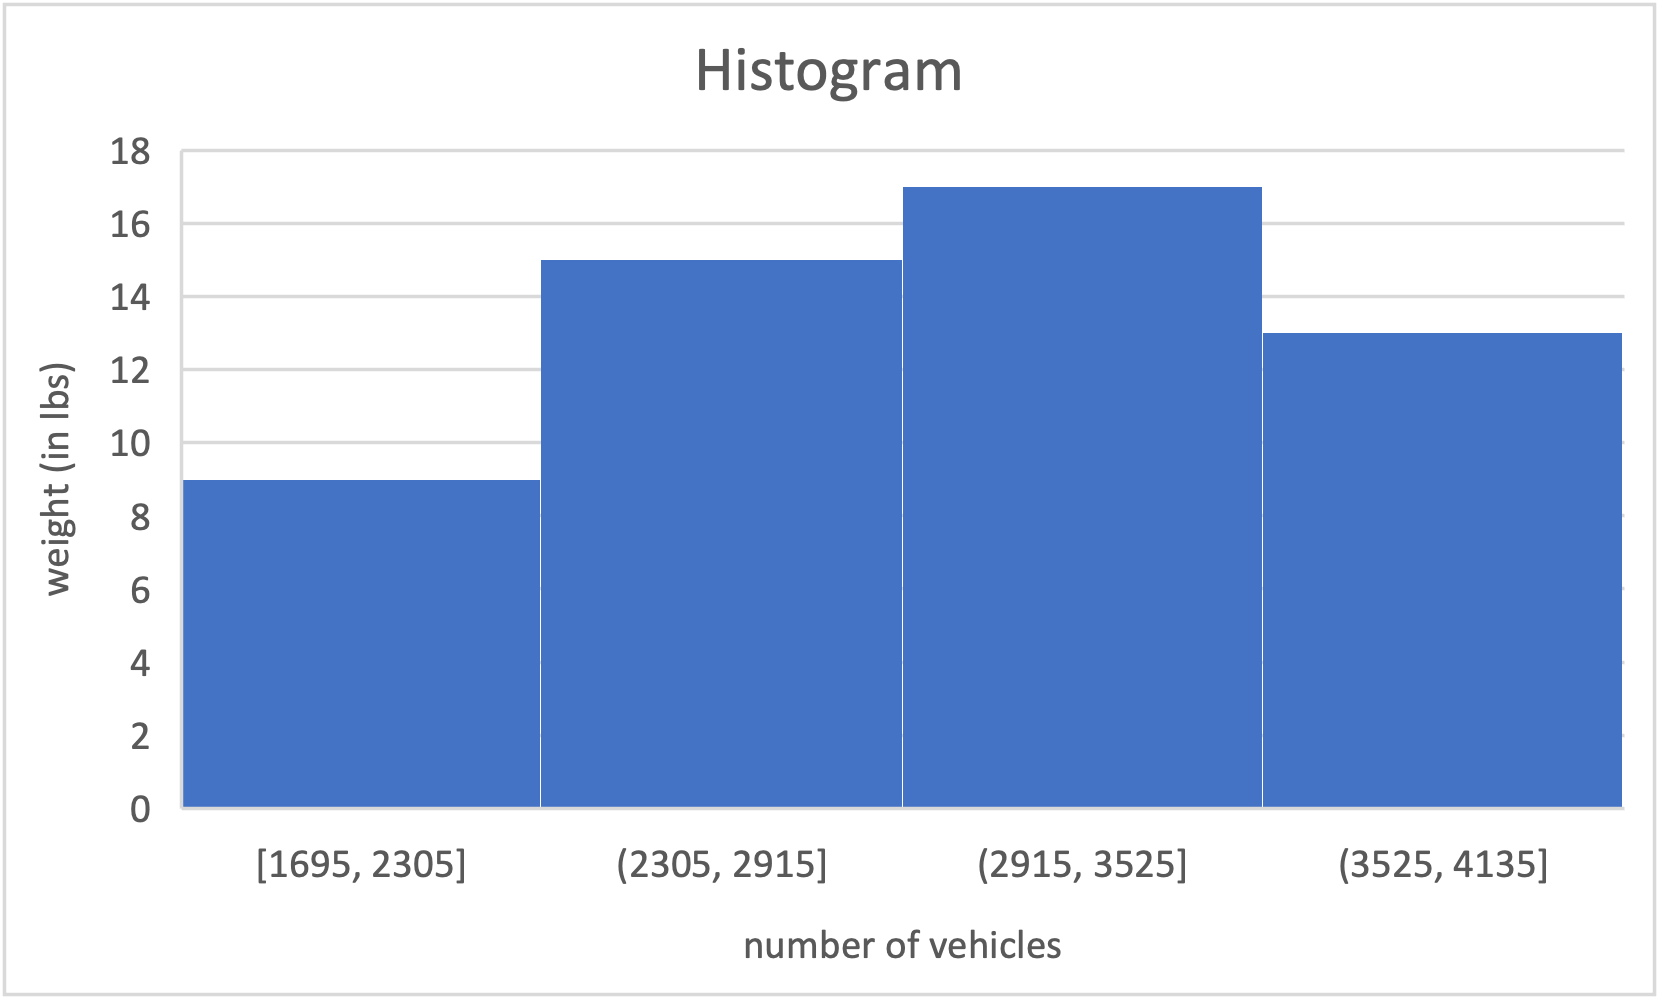 Histogram
18
16
14
12
10
8
6
4
2
0
weight (in lbs)
[1695, 2305] (2305, 2915] (2915, 3525] (3525, 4135]
number of vehicles